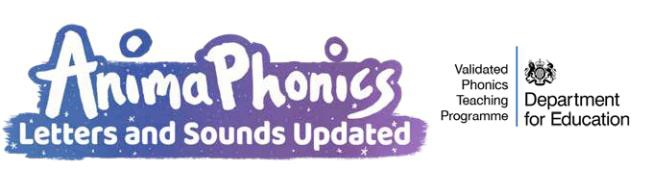 AnimaPhonics
Letters and Sounds Updated
Validated
Phonics
Teaching
Programme
Department
for Education